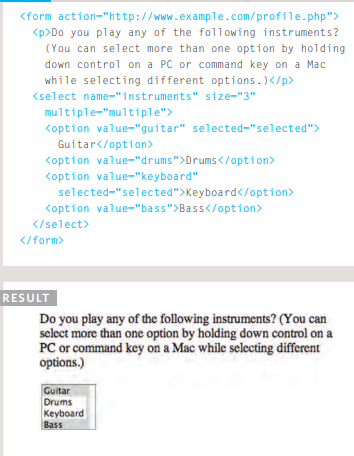 <form action="http://www.example.com/profile.php">
<p>Do you play any of the following instruments?
(You can select more than one option by holding
down control on a PC or command key on a Mac
while selecting different options.)</p>
<select name="instruments" size="3"
multiple="multiple">
<option value="guitar" selected="selected">
Guitar</option>
<option value="drums">Drums</option>
<option value="keyboard"
selected="selected">Keyboard</option>
<option value="bass">Bass</option>
</select>
</form>
RESULT
Do you play any of the following instruments? (You can
select more than one option by holding down control on a
PC or command key on a Mac while selecting different
options.)
Guitar
Drums
Keyboard
Bass